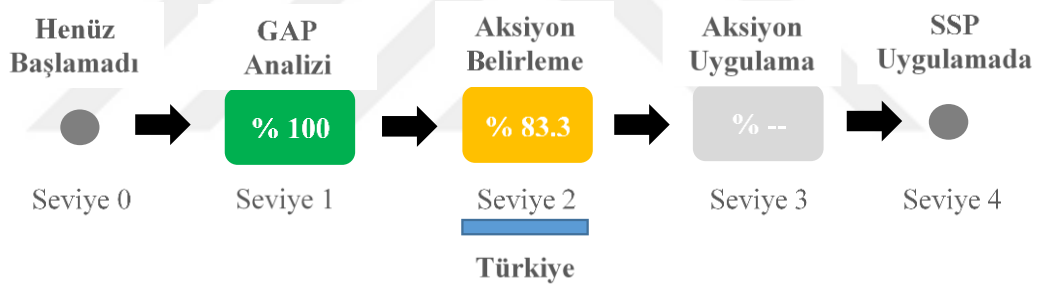 Henüz
Başlamadı
GAP
Analizi
Aksiyon
Belirleme
Aksiyon
Uygulama
SSP
Uygulamada
% 100
% 83.3
% --
Seviye 0
Seviye 1
Seviye 2
Seviye 3
Seviye 4
Türkiye